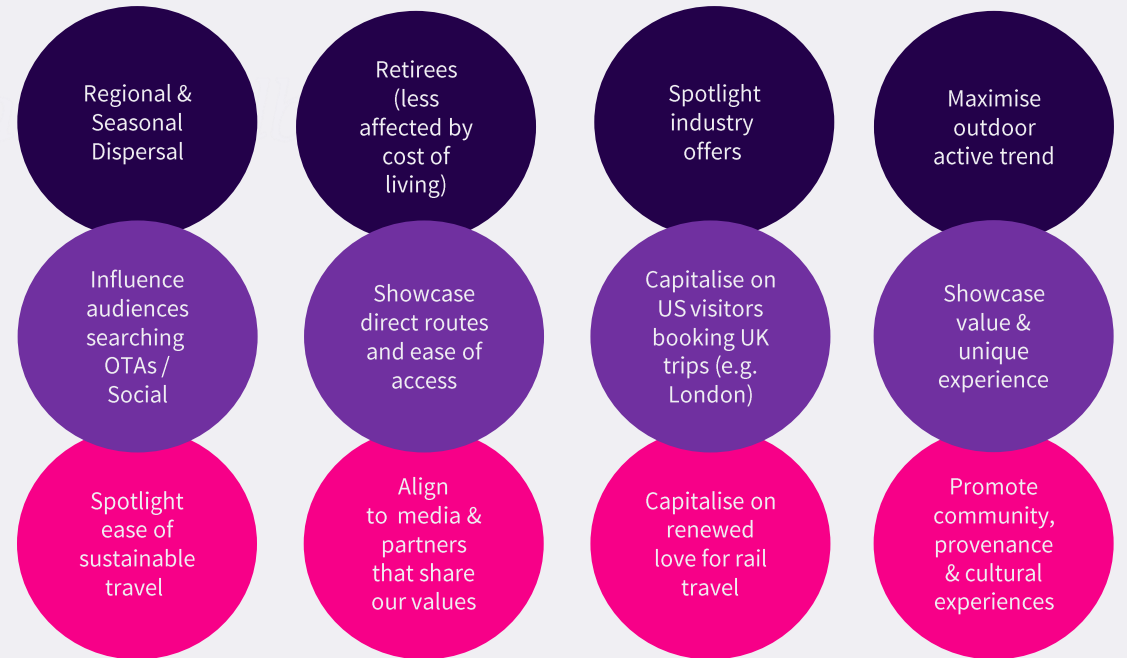 Regional &
Seasonal
Dispersal
Retirees
(less
affected by
cost of
living)
Spotlight
industry
offers
Maximise
outdoor
active trend
Influence
audiences
searching
OTAs /
Social
Showcase
direct routes
and ease of
access
Capitalise on
US visitors
booking UK
trips (e.g.
London)
Showcase
value &
unique
experience
Spotlight
ease of
sustainable
travel
Align
to media &
partners
that share
our values
Capitalise on
renewed
love for rail
travel
Promote
community,
provenance
& cultural
experiences